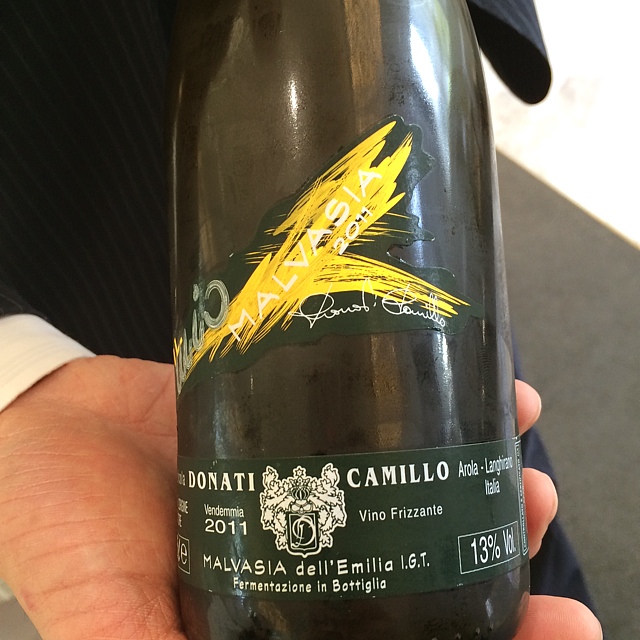 MALVASIA
2011
Donati Camillo
DONATI CAMILLO
Arola - Langhirano
Italia
Vendemmia
2011
Vino Frizzante
13% Vol.
MALVASIA dell'Emilia I.G.T.
Fermentazione in Bottiglia